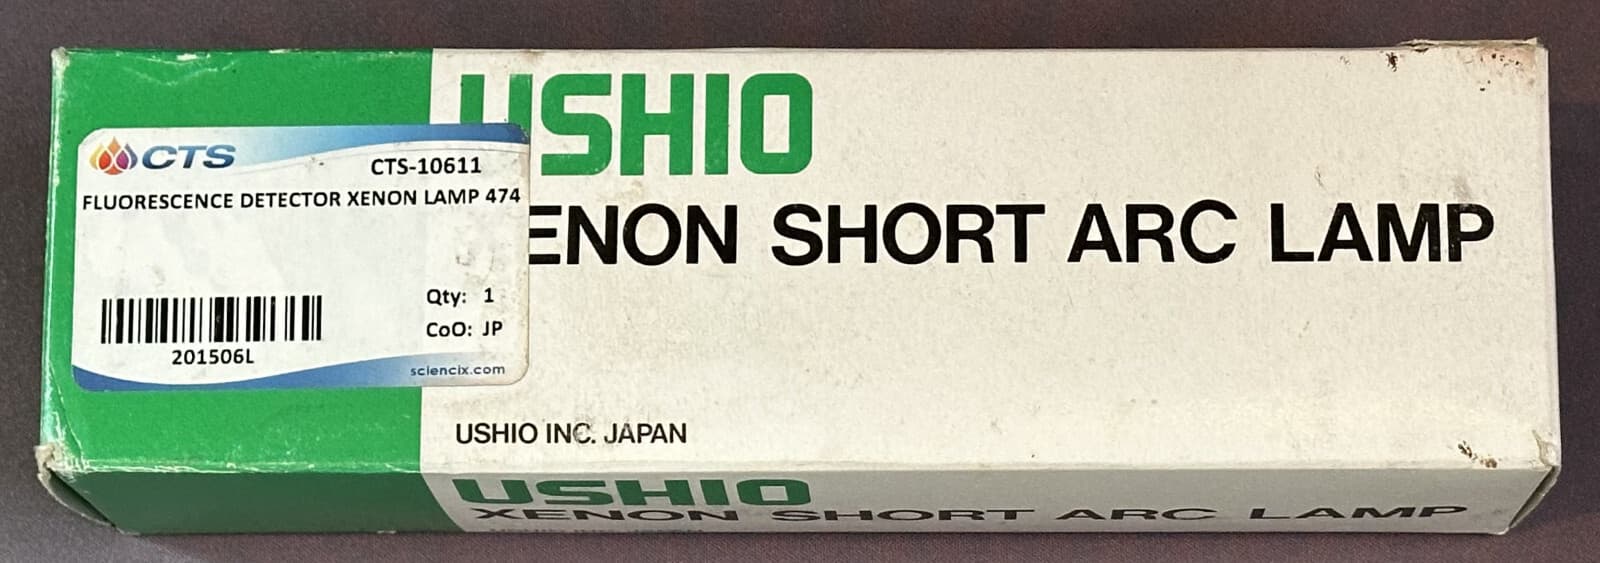 USHIO
XENON SHORT ARC LAMP
CTS
CTS-10611
FLUORESCENCE DETECTOR XENON LAMP 474
Qty: 1
CoO: JP
201506L
sciencix.com
USHIO INC. JAPAN
USHIO
XENON SHORT ARC LAMP